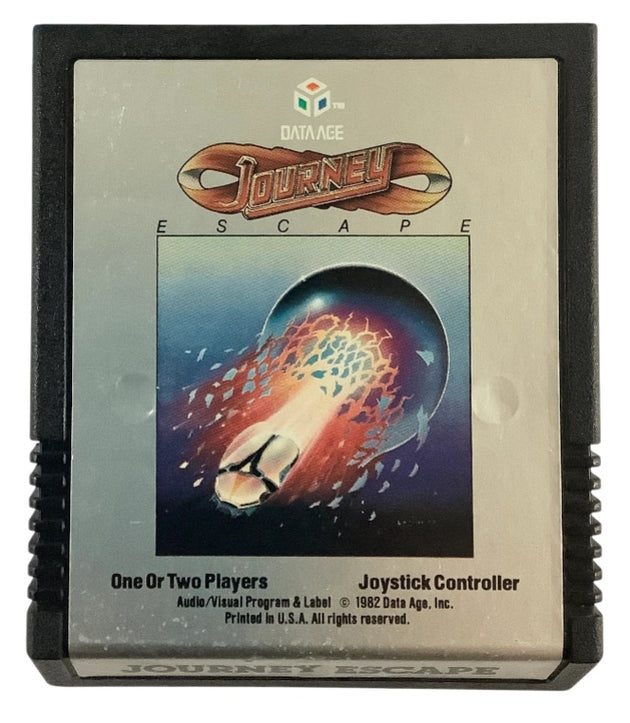 TM
DATA AGE
JOURNEY
ESCAPE
One Or Two Players Joystick Controller
Audio/Visual Program & Label © 1982 Data Age, Inc.
Printed in U.S.A. All rights reserved.
JOURNEY ESCAPE